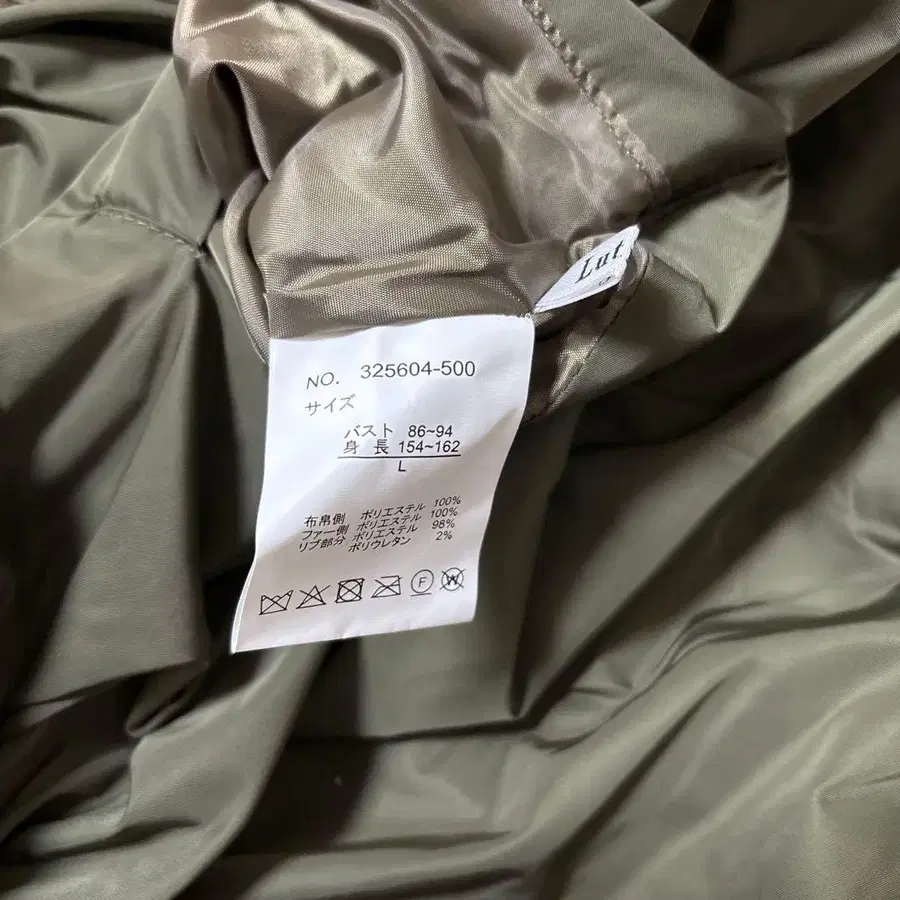 Lut
NO. 325604-500
サイズ
バスト 86~94
身 長 154~162
L
布帛側 ポリエステル 100%
ファー側 ポリエステル 100%
リブ部分 ポリエステル 98%
ポリウレタン 2%
F W